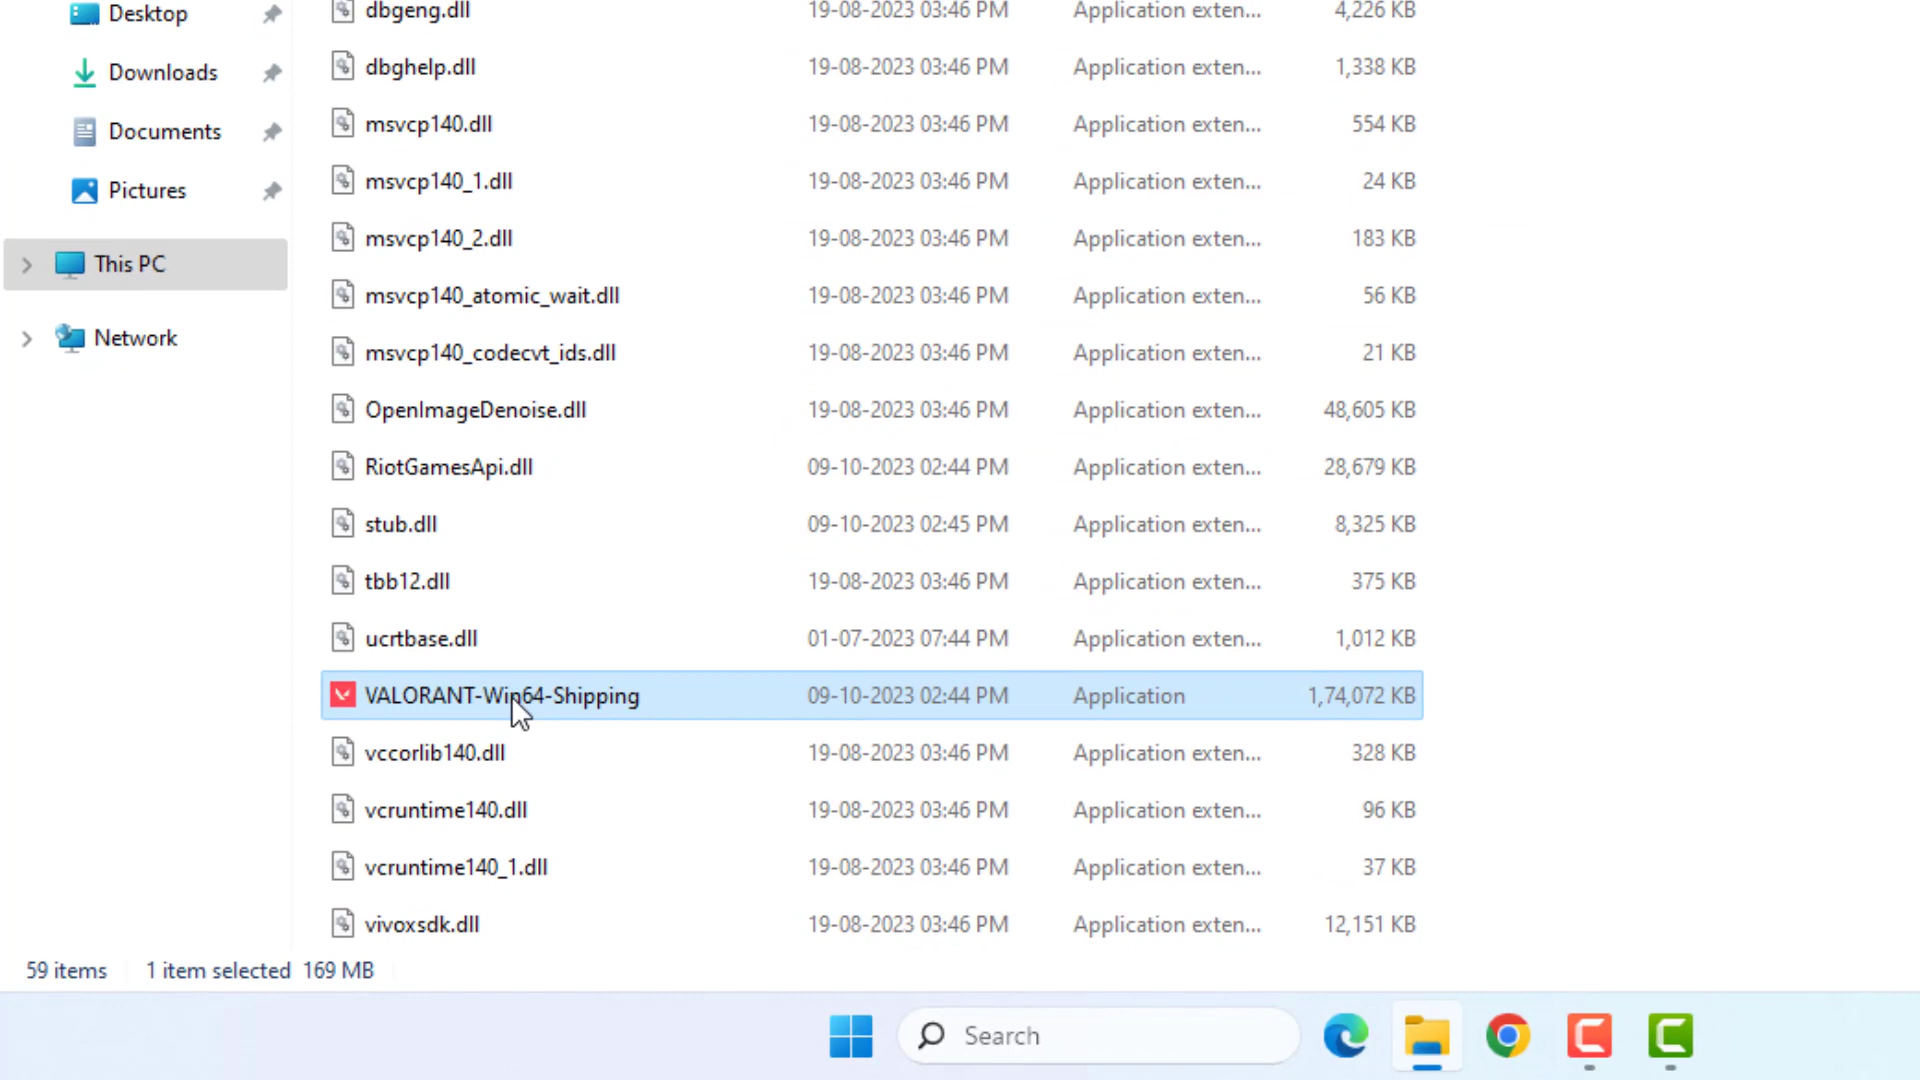 Desktop
Downloads
Documents
Pictures
This PC
Network
dbgeng.dll 19-08-2023 03:46 PM Application exten... 4,226 KB
dbghelp.dll 19-08-2023 03:46 PM Application exten... 1,338 KB
msvcp140.dll 19-08-2023 03:46 PM Application exten... 554 KB
msvcp140_1.dll 19-08-2023 03:46 PM Application exten... 24 KB
msvcp140_2.dll 19-08-2023 03:46 PM Application exten... 183 KB
msvcp140_atomic_wait.dll 19-08-2023 03:46 PM Application exten... 56 KB
msvcp140_codecvt_ids.dll 19-08-2023 03:46 PM Application exten... 21 KB
OpenImageDenoise.dll 19-08-2023 03:46 PM Application exten... 48,605 KB
RiotGamesApi.dll 09-10-2023 02:44 PM Application exten... 28,679 KB
stub.dll 09-10-2023 02:45 PM Application exten... 8,325 KB
tbb12.dll 19-08-2023 03:46 PM Application exten... 375 KB
ucrtbase.dll 01-07-2023 07:44 PM Application exten... 1,012 KB
VALORANT-Win64-Shipping 09-10-2023 02:44 PM Application 1,74,072 KB
vccorlib140.dll 19-08-2023 03:46 PM Application exten... 328 KB
vcruntime140.dll 19-08-2023 03:46 PM Application exten... 96 KB
vcruntime140_1.dll 19-08-2023 03:46 PM Application exten... 37 KB
vivoxsdk.dll 19-08-2023 03:46 PM Application exten... 12,151 KB
59 items 1 item selected 169 MB
Search